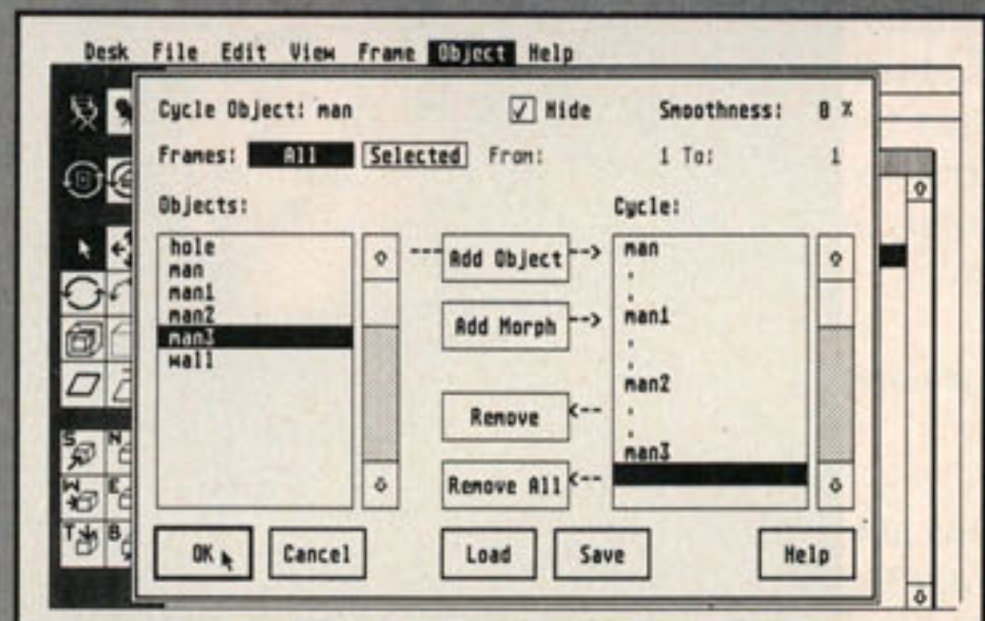 Desk File Edit View Frame Object Help
Cycle Object: man ✓ Hide Smoothness: 0 %
Frames: All Selected From: 1 To: 1
Objects:
Cycle:
hole
man
man1
man2
man3
wall
Add Object
Add Morph
Remove
Remove All
man
,
,
man1
,
,
man2
,
,
man3
OK Cancel Load Save Help
S N
W E
T B